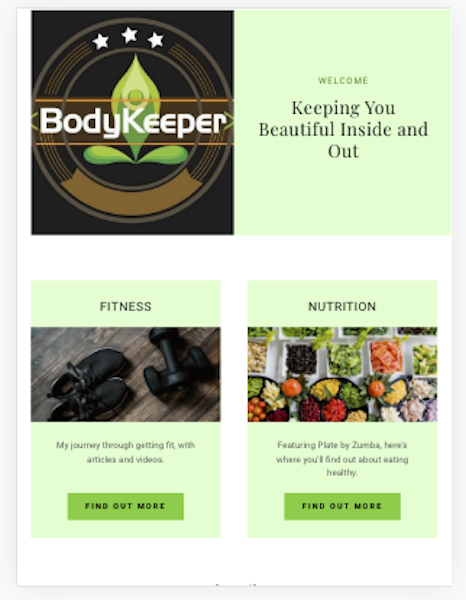 BodyKeeper
WELCOME
Keeping You
Beautiful Inside and
Out
FITNESS
My journey through getting fit, with
articles and videos.
FIND OUT MORE
NUTRITION
Featuring Plate by Zumba, here's
where you'll find out about eating
healthy.
FIND OUT MORE